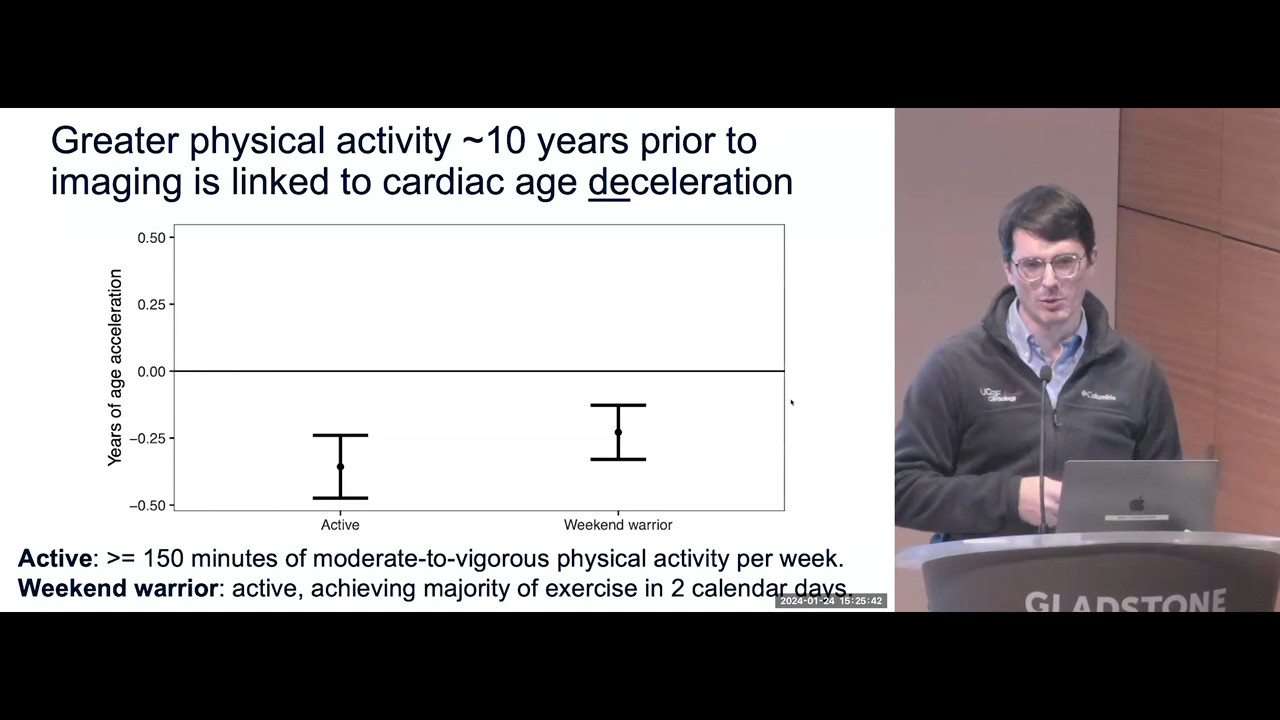 Greater physical activity ~10 years prior to
imaging is linked to cardiac age deceleration
Years of age acceleration
0.50
0.25
0.00
−0.25
−0.50
Active
Weekend warrior
Active: >= 150 minutes of moderate-to-vigorous physical activity per week.
Weekend warrior: active, achieving majority of exercise in 2 calendar days.
2024-01-24 15:25:42
UCSF
Cardiology
Columbia
GLADSTONE